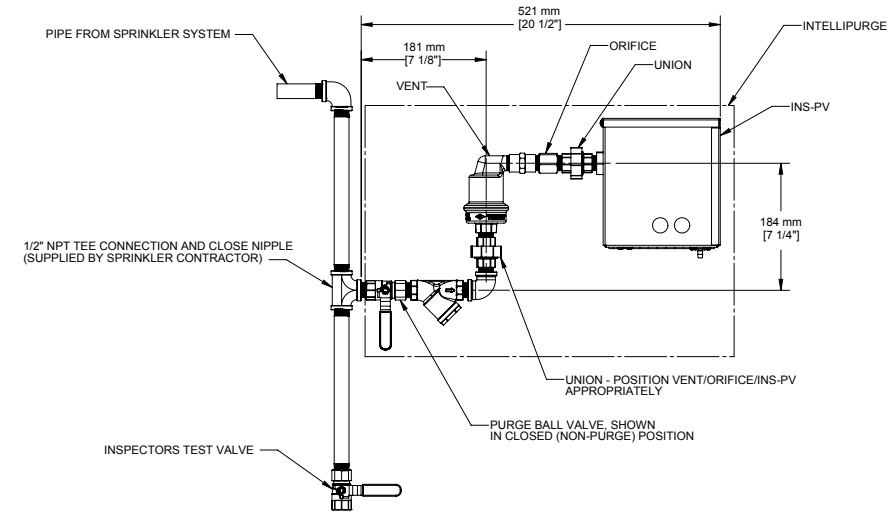 521 mm
[20 1/2"]
INTELLIPURGE
PIPE FROM SPRINKLER SYSTEM
181 mm
[7 1/8"]
ORIFICE
UNION
VENT
INS-PV
184 mm
[7 1/4"]
1/2" NPT TEE CONNECTION AND CLOSE NIPPLE
(SUPPLIED BY SPRINKLER CONTRACTOR)
UNION - POSITION VENT/ORIFICE/INS-PV
APPROPRIATELY
PURGE BALL VALVE, SHOWN
IN CLOSED (NON-PURGE) POSITION
INSPECTORS TEST VALVE